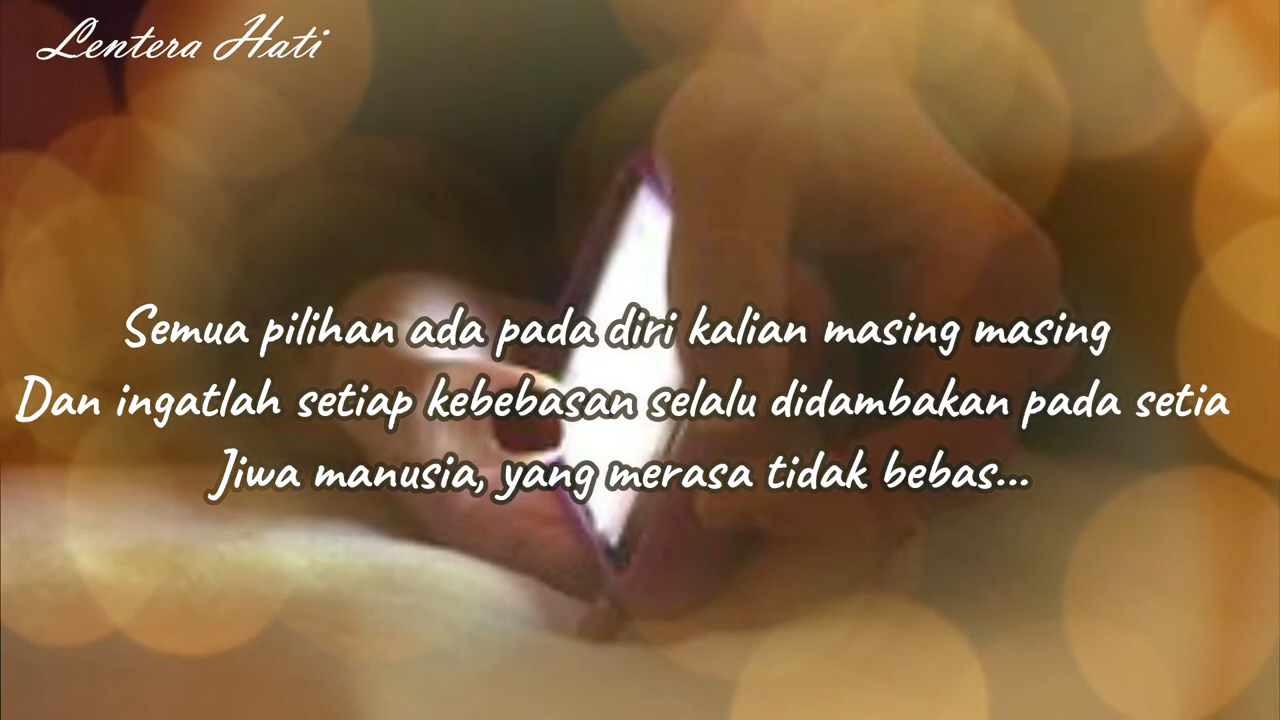 Lentera Hati
Semua pilihan ada pada diri kalian masing masing
Dan ingatlah setiap kebebasan selalu didambakan pada setia
Jiwa manusia, yang merasa tidak bebas...